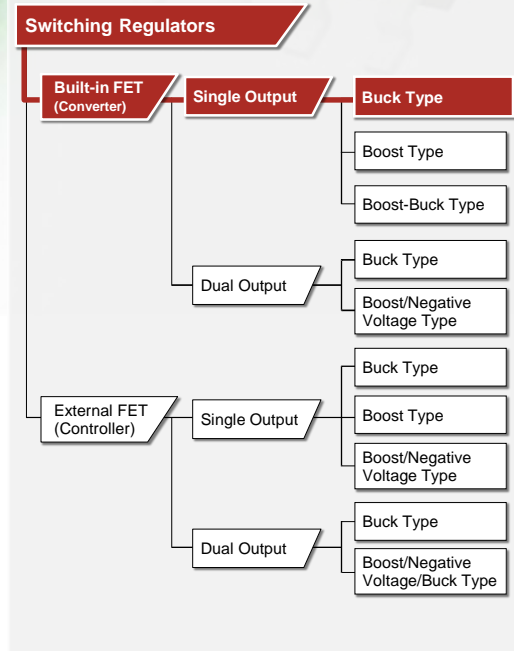 Switching Regulators
Built-in FET
(Converter)
Single Output
Buck Type
Boost Type
Boost-Buck Type
Dual Output
Buck Type
Boost/Negative
Voltage Type
External FET
(Controller)
Single Output
Buck Type
Boost Type
Boost/Negative
Voltage Type
Dual Output
Buck Type
Boost/Negative
Voltage/Buck Type